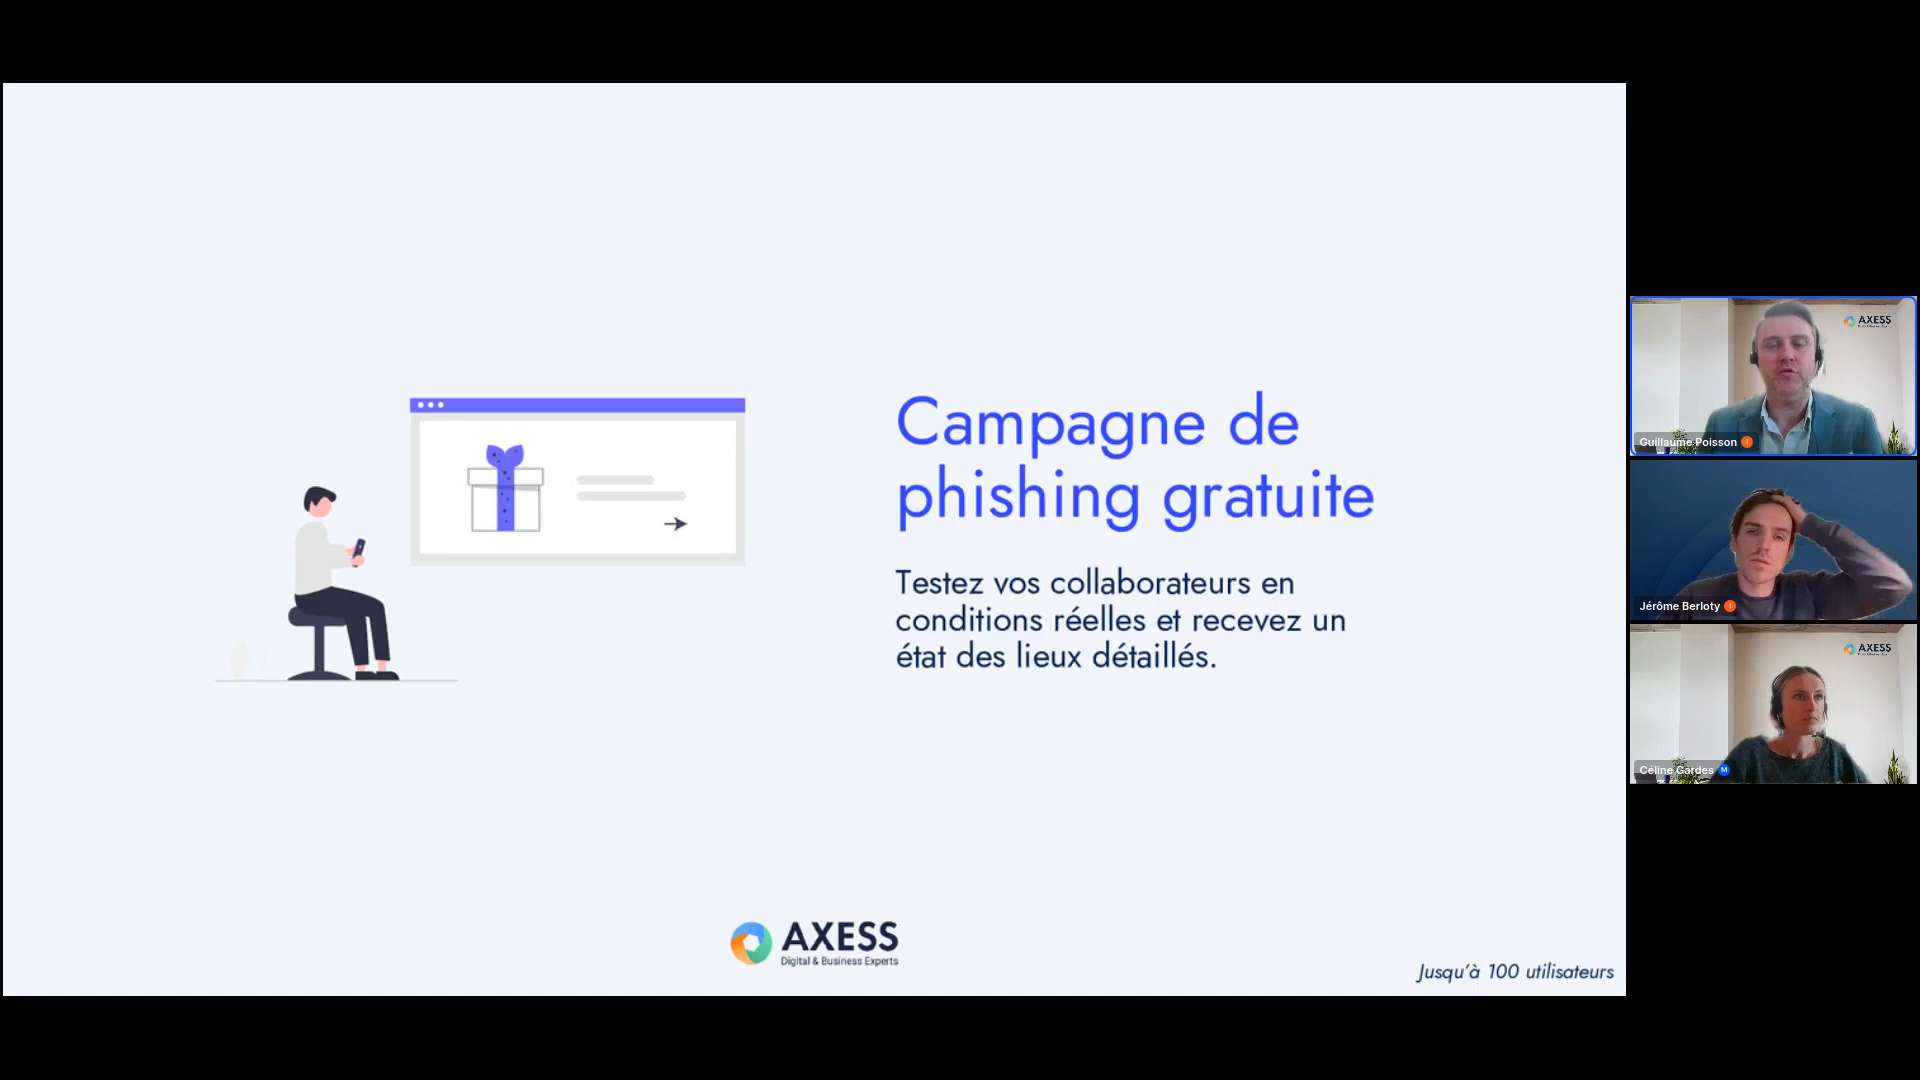 Campagne de
phishing gratuite
Testez vos collaborateurs en
conditions réelles et recevez un
état des lieux détaillés.
AXESS
Digital & Business Experts
Jusqu'à 100 utilisateurs
AXESS
Guillaume Poisson
Jérôme Berloty
AXESS
Céline Gardes M